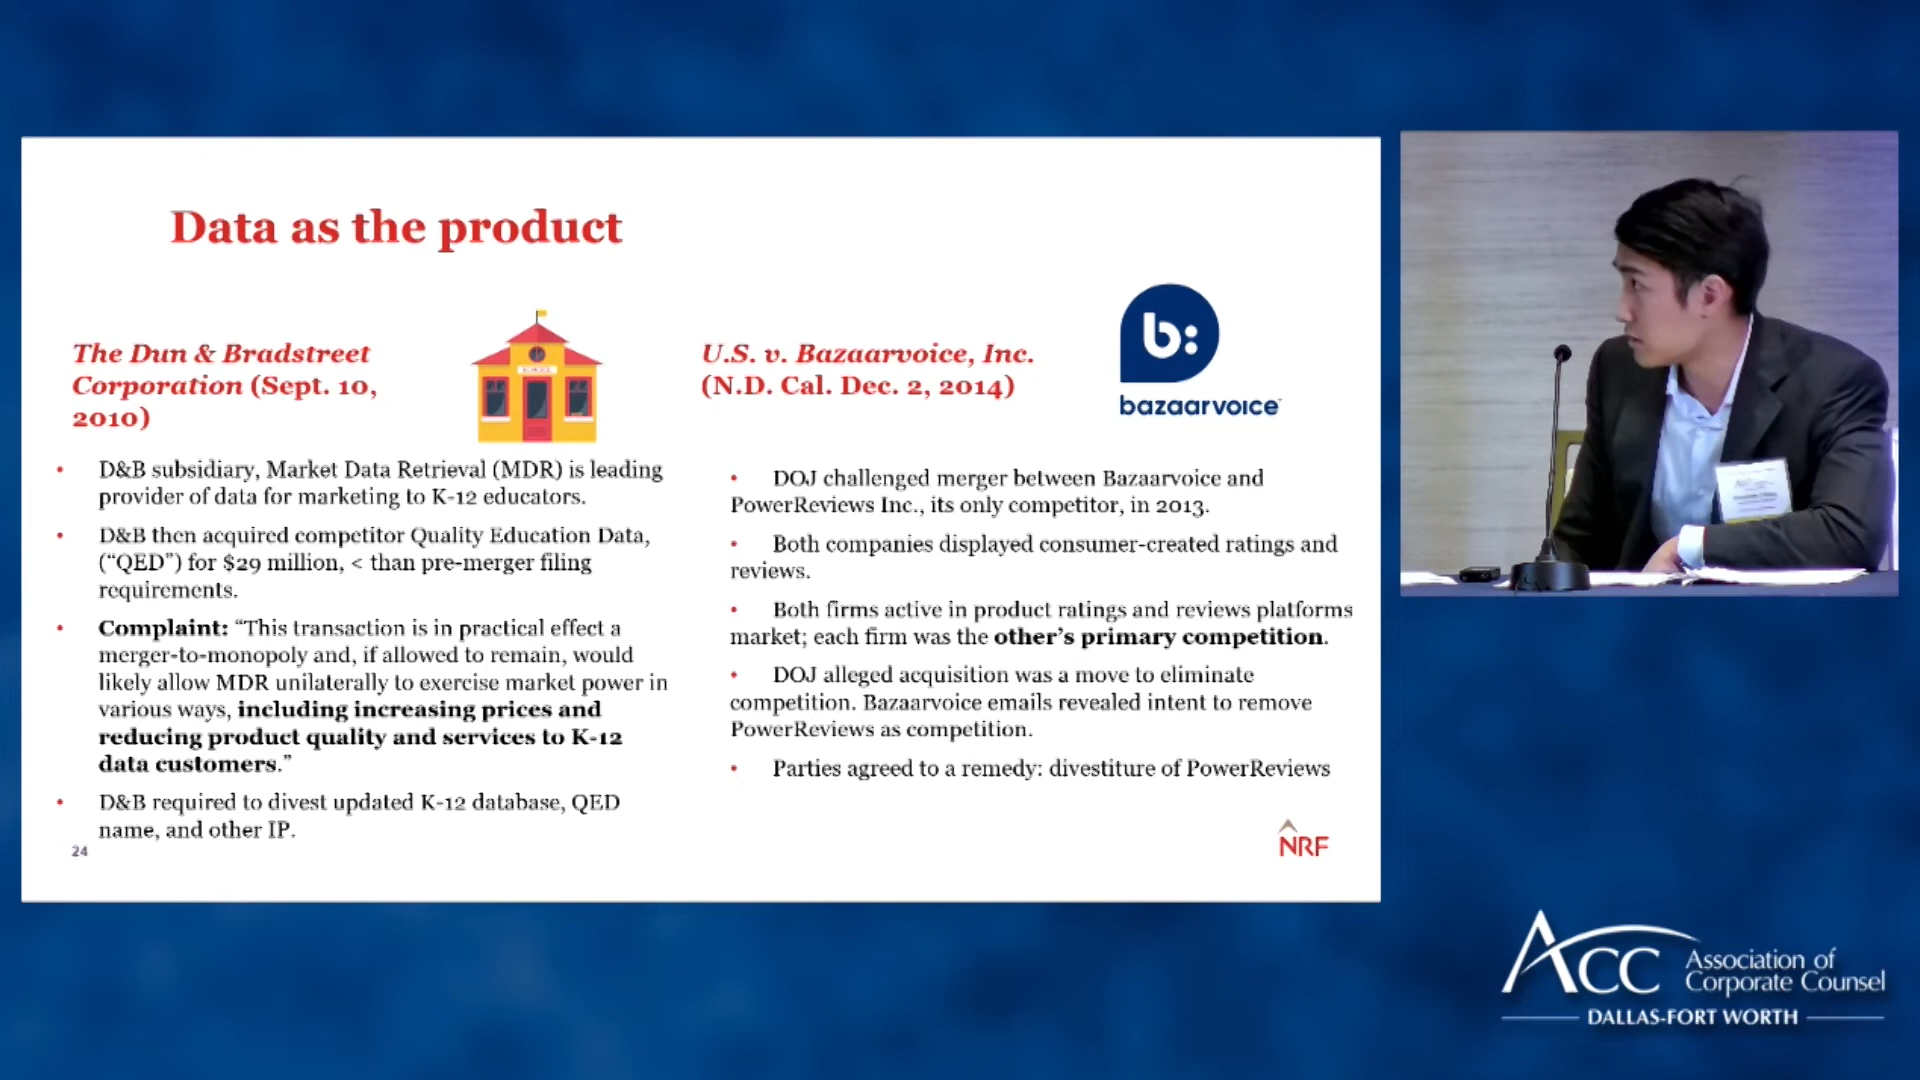 Data as the product
The Dun & Bradstreet
Corporation (Sept. 10,
2010)
SCHOOL
D&B subsidiary, Market Data Retrieval (MDR) is leading
provider of data for marketing to K-12 educators.
D&B then acquired competitor Quality Education Data,
(“QED”) for $29 million, < than pre-merger filing
requirements.
Complaint: “This transaction is in practical effect a
merger-to-monopoly and, if allowed to remain, would
likely allow MDR unilaterally to exercise market power in
various ways, including increasing prices and
reducing product quality and services to K-12
data customers.”
D&B required to divest updated K-12 database, QED
name, and other IP.
24
U.S. v. Bazaarvoice, Inc.
(N.D. Cal. Dec. 2, 2014)
b:
bazaarvoice
DOJ challenged merger between Bazaarvoice and
PowerReviews Inc., its only competitor, in 2013.
Both companies displayed consumer-created ratings and
reviews.
Both firms active in product ratings and reviews platforms
market; each firm was the other’s primary competition.
DOJ alleged acquisition was a move to eliminate
competition. Bazaarvoice emails revealed intent to remove
PowerReviews as competition.
Parties agreed to a remedy: divestiture of PowerReviews
NRF
ACC Association of
Corporate Counsel
DALLAS-FORT WORTH